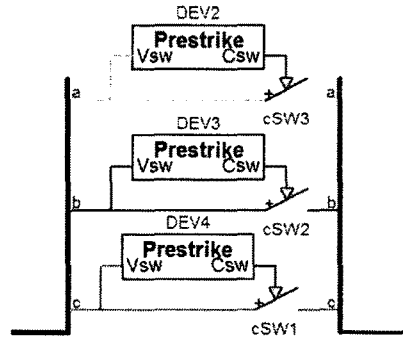 DEV2
Prestrike
Vsw Csw
a + a
cSW3
DEV3
Prestrike
Vsw Csw
b + b
cSW2
DEV4
Prestrike
Vsw Csw
c + c
cSW1